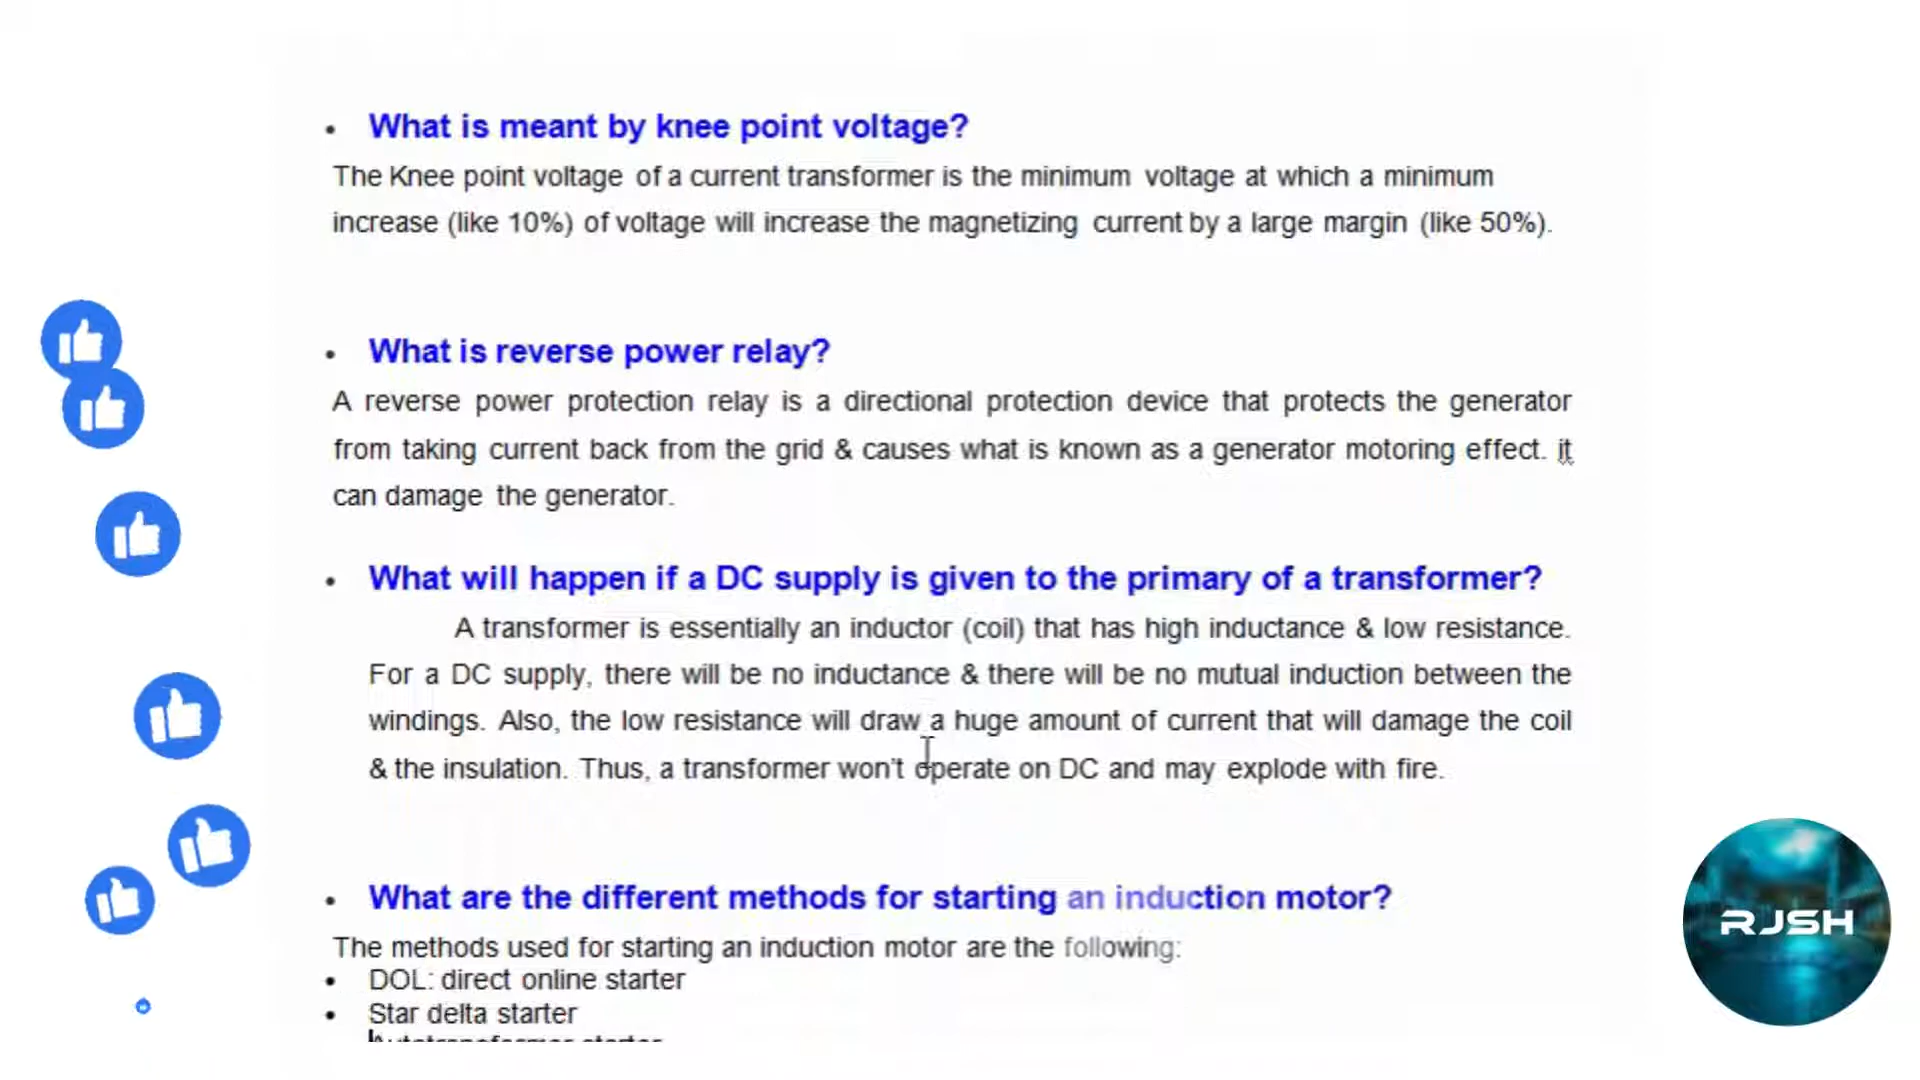 • What is meant by knee point voltage?
The Knee point voltage of a current transformer is the minimum voltage at which a minimum
increase (like 10%) of voltage will increase the magnetizing current by a large margin (like 50%).
• What is reverse power relay?
A reverse power protection relay is a directional protection device that protects the generator
from taking current back from the grid & causes what is known as a generator motoring effect. it
can damage the generator.
• What will happen if a DC supply is given to the primary of a transformer?
A transformer is essentially an inductor (coil) that has high inductance & low resistance.
For a DC supply, there will be no inductance & there will be no mutual induction between the
windings. Also, the low resistance will draw a huge amount of current that will damage the coil
& the insulation. Thus, a transformer won't operate on DC and may explode with fire.
• What are the different methods for starting an induction motor?
The methods used for starting an induction motor are the following:
• DOL: direct online starter
• Star delta starter
RJSH